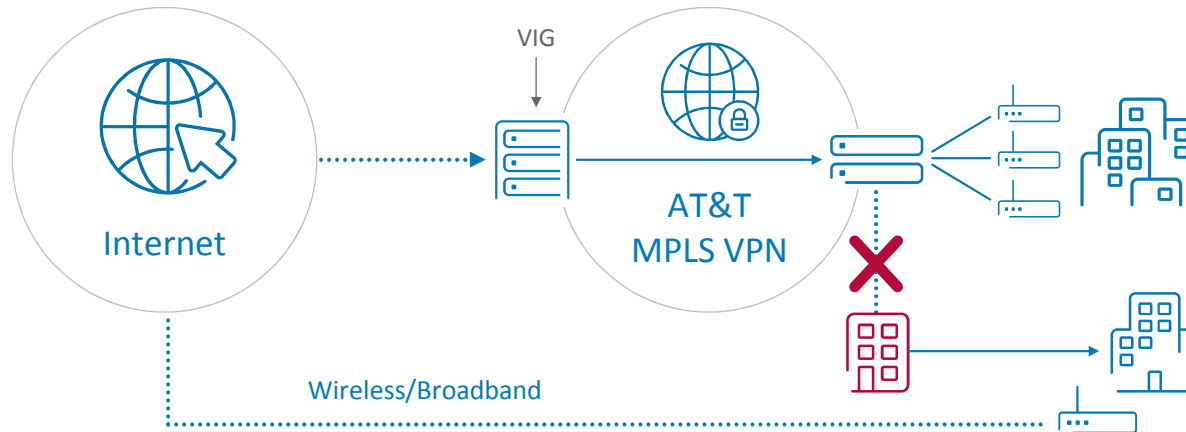 VIG
Internet
AT&T
MPLS VPN
Wireless/Broadband